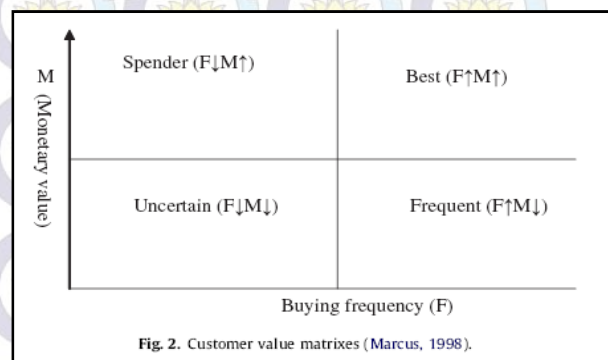 Spender (F↓M↑)
Best (F↑M↑)
M (Monetary value)
Uncertain (F↓M↓)
Frequent (F↑M↓)
Buying frequency (F)
Fig. 2. Customer value matrixes (Marcus, 1998).